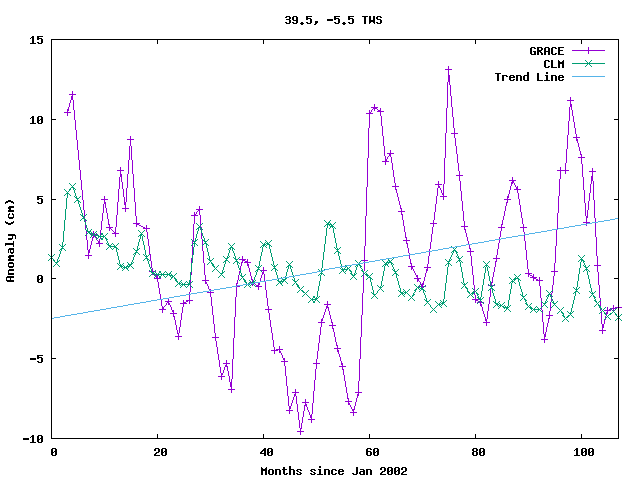 39.5, -5.5 TWS
GRACE
CLM
Trend Line
15
10
5
0
-5
-10
Anomaly (cm)
0 20 40 60 80 100
Months since Jan 2002